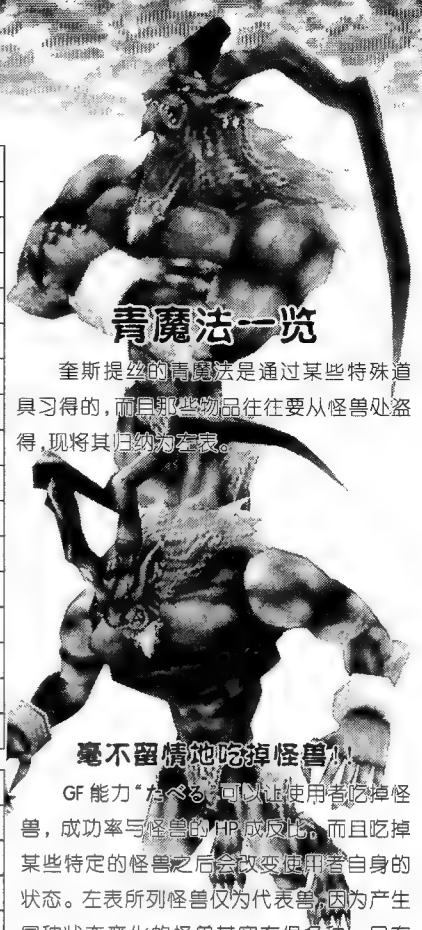 青魔法一览
奎斯提丝的青魔法是通过某些特殊道
具习得的，而且那些物品往往要从怪兽处盗
得，现将其归纳为左表。
毫不留情地吃掉怪兽！！
GF能力“たべる”可以让使用者吃掉怪
兽，成功率与怪兽的HP成反比，而且吃掉
某些特定的怪兽之后会改变使用者自身的
状态。左表所列怪兽仅为代表兽，因为产生